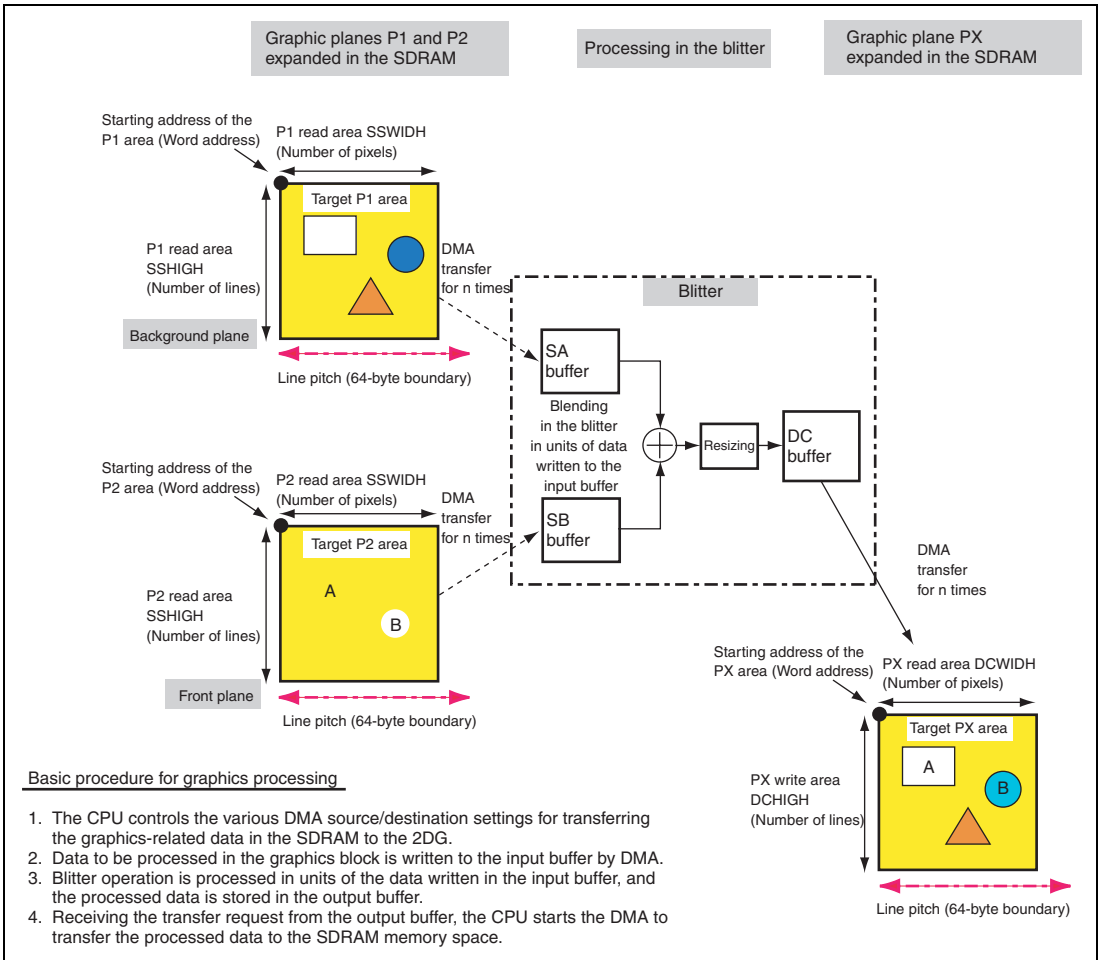 Graphic planes P1 and P2
expanded in the SDRAM
Processing in the blitter
Graphic plane PX
expanded in the SDRAM
Starting address of the
P1 area (Word address)
P1 read area SSWIDH
(Number of pixels)
Target P1 area
P1 read area
SSHIGH
(Number of lines)
DMA
transfer
for n times
Background plane
Line pitch (64-byte boundary)
Blitter
SA
buffer
Blending
in the blitter
in units of data
written to the
input buffer
Resizing
DC
buffer
SB
buffer
Starting address of the
P2 area (Word address)
P2 read area SSWIDH
(Number of pixels)
DMA
transfer
for n times
Target P2 area
A
B
P2 read area
SSHIGH
(Number of lines)
Front plane
Line pitch (64-byte boundary)
DMA
transfer
for n times
Starting address of the
PX area (Word address)
PX read area DCWIDH
(Number of pixels)
Target PX area
A
B
PX write area
DCHIGH
(Number of lines)
Line pitch (64-byte boundary)
Basic procedure for graphics processing
1. The CPU controls the various DMA source/destination settings for transferring
the graphics-related data in the SDRAM to the 2DG.
2. Data to be processed in the graphics block is written to the input buffer by DMA.
3. Blitter operation is processed in units of the data written in the input buffer, and
the processed data is stored in the output buffer.
4. Receiving the transfer request from the output buffer, the CPU starts the DMA to
transfer the processed data to the SDRAM memory space.